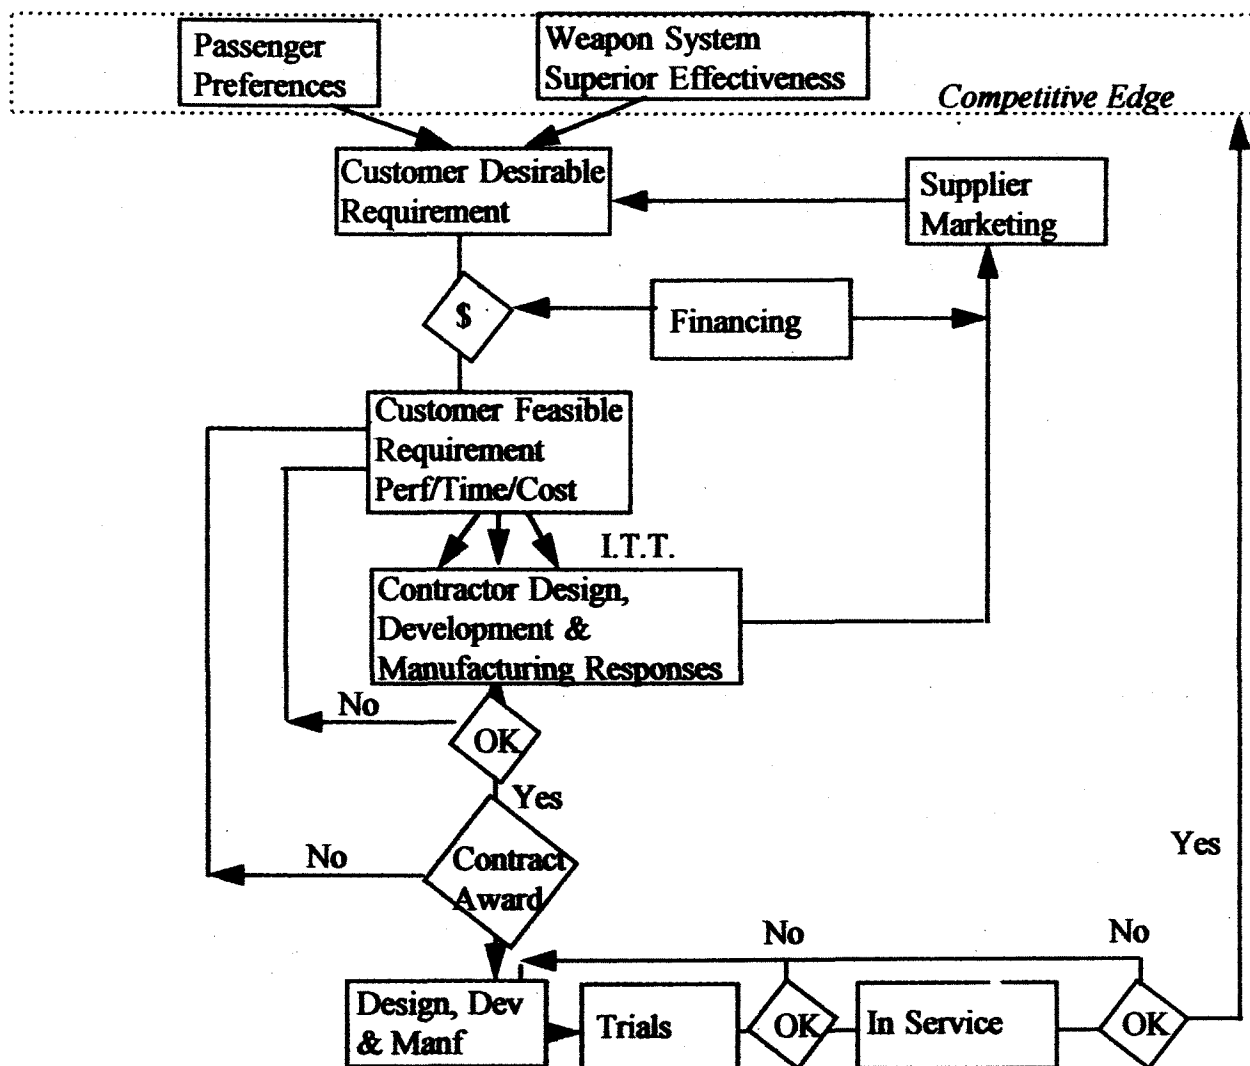 Passenger
Preferences
Weapon System
Superior Effectiveness
Competitive Edge
Customer Desirable
Requirement
Supplier
Marketing
$
Financing
Customer Feasible
Requirement
Perf/Time/Cost
I.T.T.
Contractor Design,
Development &
Manufacturing Responses
No
OK
Yes
No
Contract
Award
Yes
No
No
Design, Dev
& Manf
Trials
OK
In Service
OK